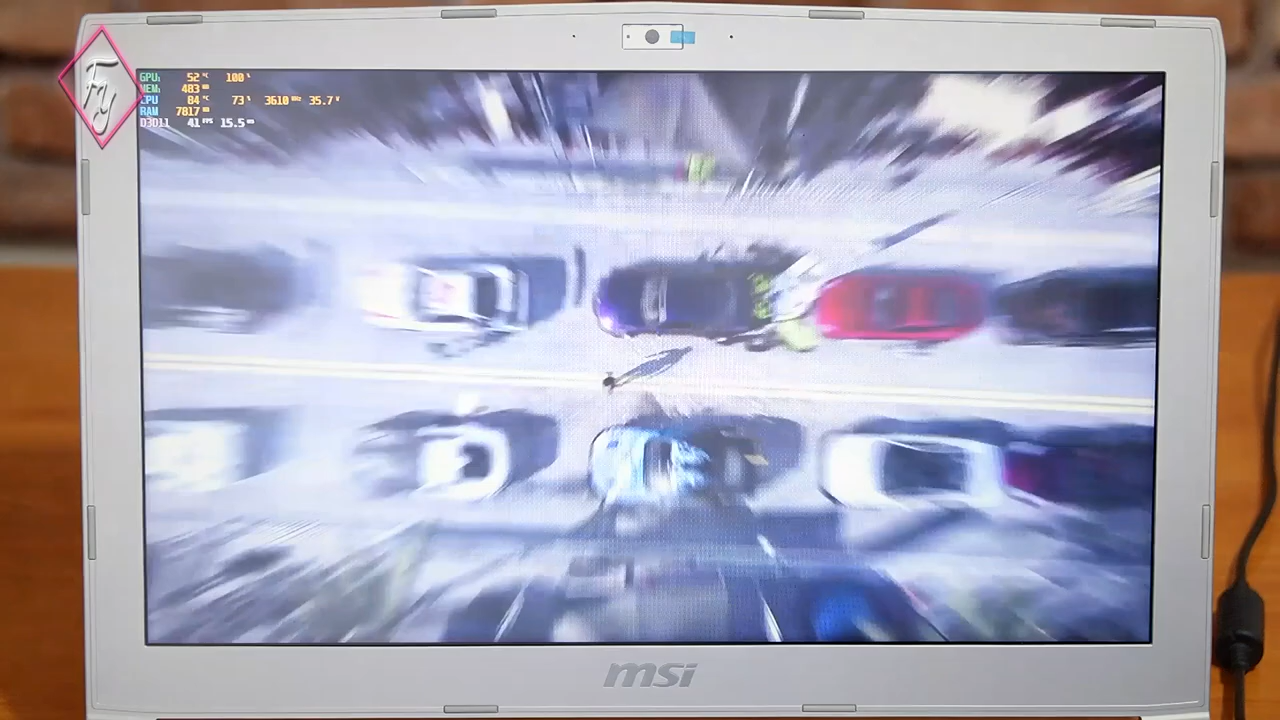 Fy
GPU 52 °C 100 %
MEM 483 MB
CPU 84 °C 73 % 3610 MHz 35.7 W
RAM 7817 MB
D3D11 41 FPS 15.5 ms
msi